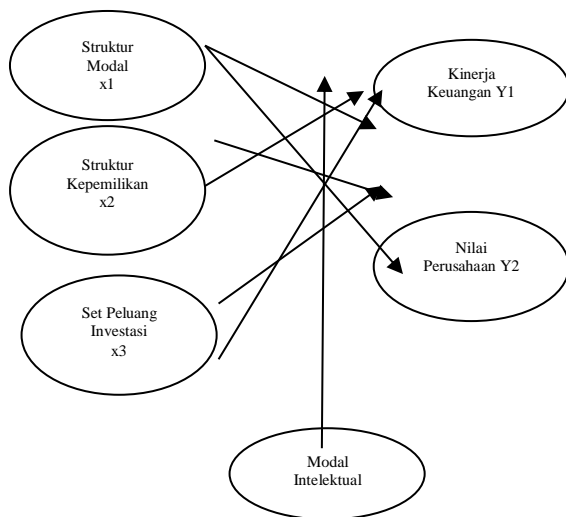 Struktur
Modal
x1
Kinerja
Keuangan Y1
Struktur
Kepemilikan
x2
Nilai
Perusahaan Y2
Set Peluang
Investasi
x3
Modal
Intelektual